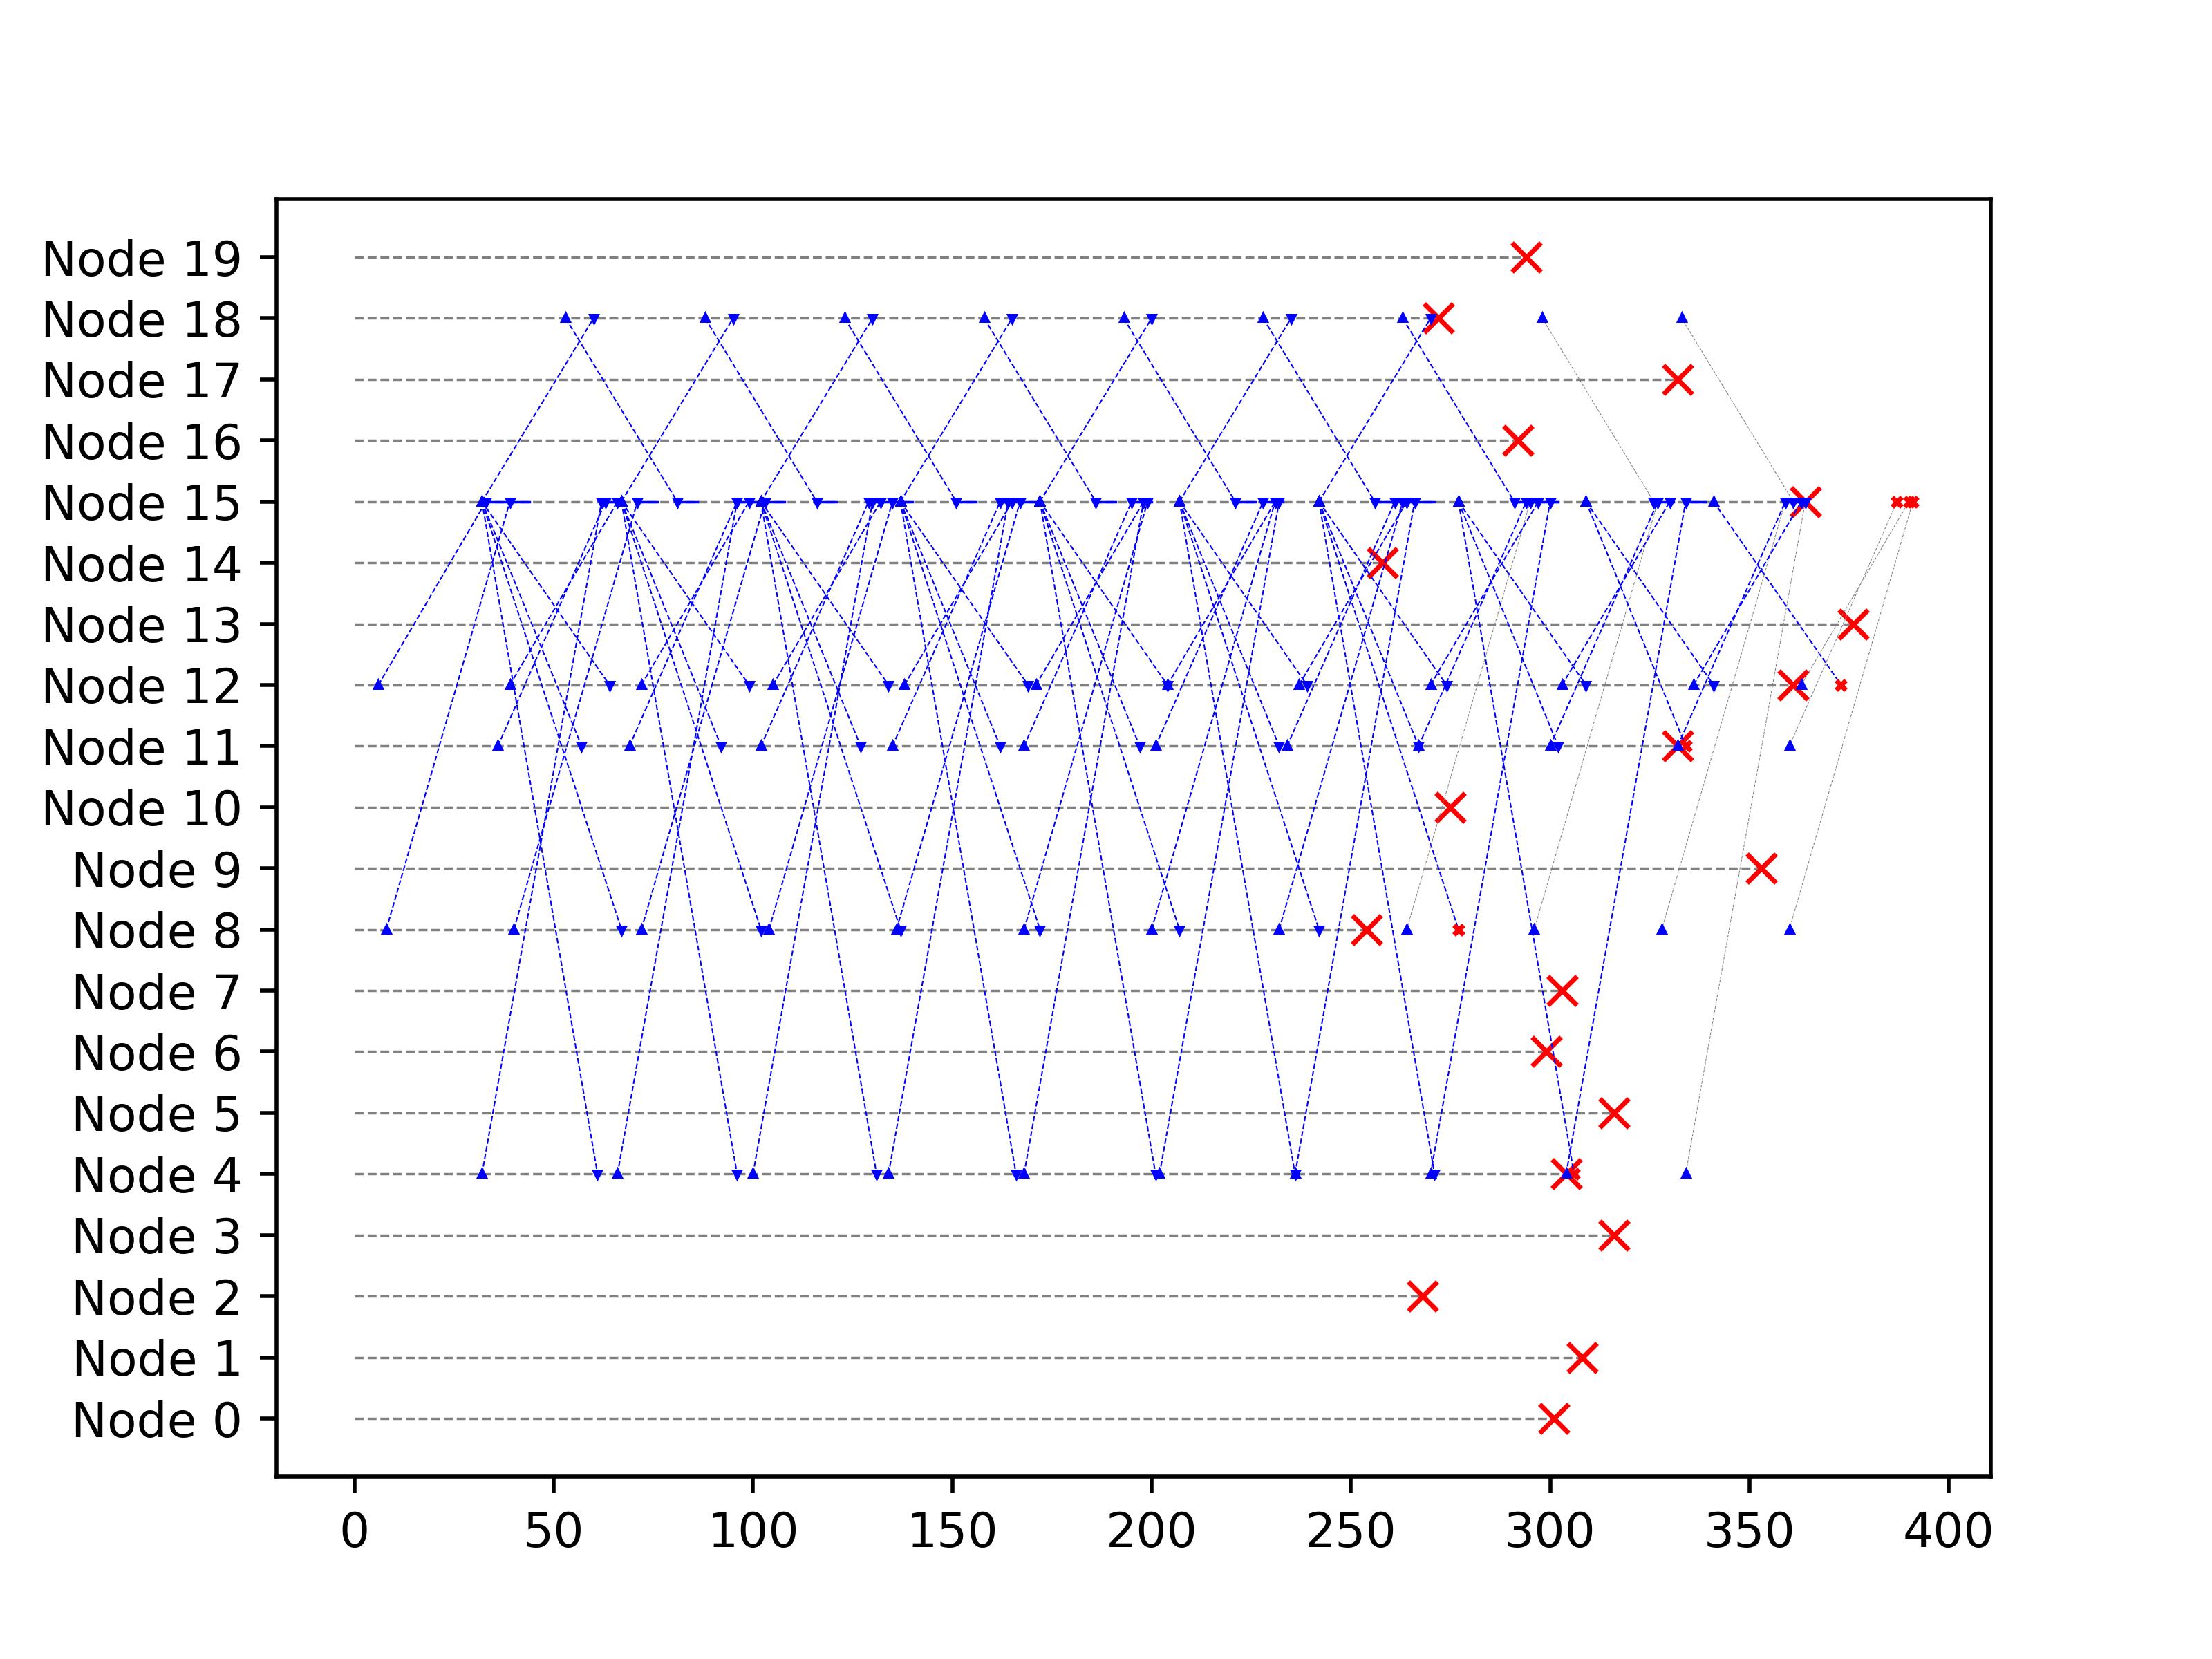 Node 19
Node 18
Node 17
Node 16
Node 15
Node 14
Node 13
Node 12
Node 11
Node 10
Node 9
Node 8
Node 7
Node 6
Node 5
Node 4
Node 3
Node 2
Node 1
Node 0
0 50 100 150 200 250 300 350 400